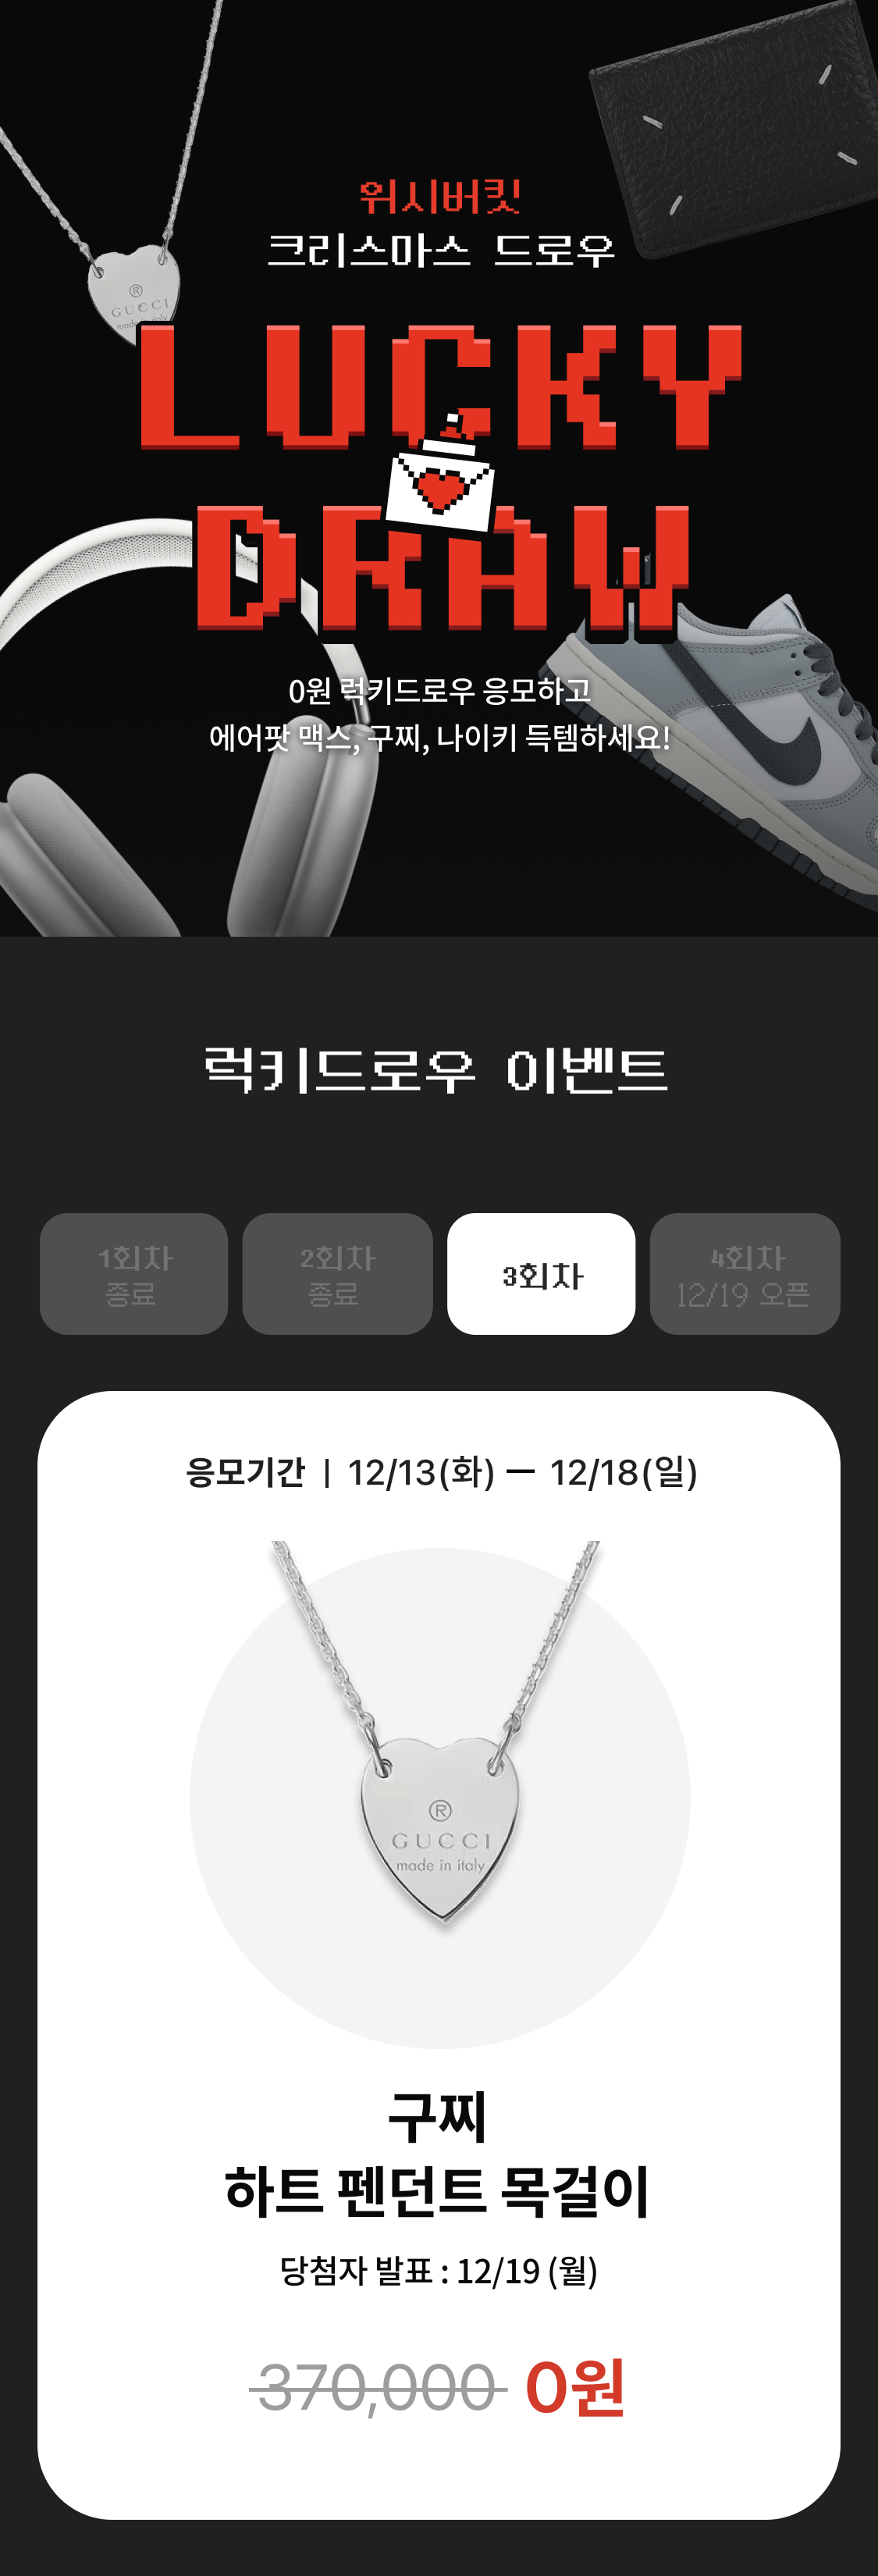 위시버킷
크리스마스 드로우
GUCCI
LUCKY
DRAW
0원 럭키드로우 응모하고
에어팟 맥스, 구찌, 나이키 득템하세요!
럭키드로우 이벤트
1회차
종료
2회차
종료
3회차
4회차
12/19 오픈
응모기간 | 12/13(화) ー 12/18(일)
®
GUCCI
made in italy
구찌
하트 펜던트 목걸이
당첨자 발표 : 12/19 (월)
370,000 0원